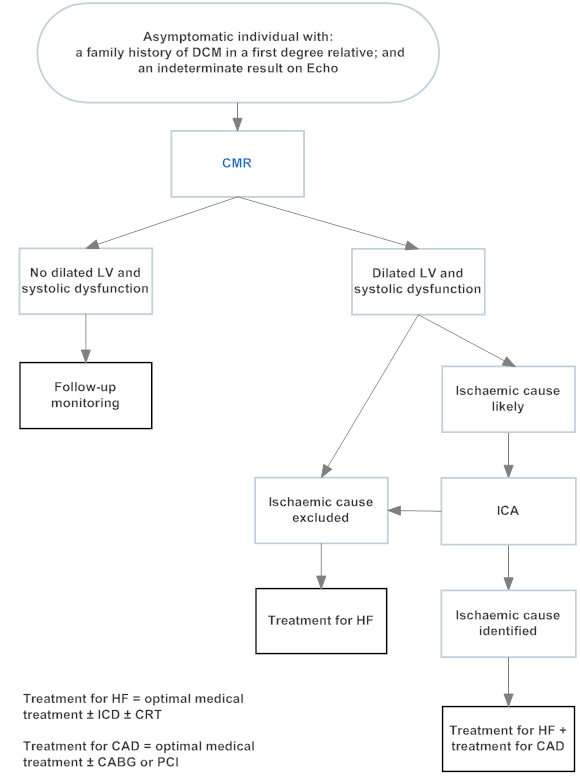 Asymptomatic individual with:
a family history of DCM in a first degree relative; and
an indeterminate result on Echo
CMR
No dilated LV and
systolic dysfunction
Dilated LV and
systolic dysfunction
Follow-up
monitoring
Ischaemic cause
likely
Ischaemic cause
excluded
ICA
Treatment for HF
Ischaemic cause
identified
Treatment for HF = optimal medical
treatment ± ICD ± CRT
Treatment for CAD = optimal medical
treatment ± CABG or PCI
Treatment for HF +
treatment for CAD